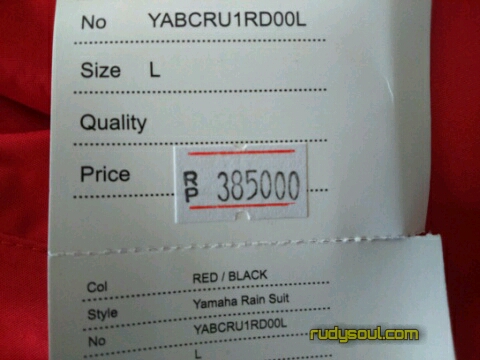 No YABCRU1RD00L
Size L
Quality
Price RP 385000
Col RED / BLACK
Style Yamaha Rain Suit
No YABCRU1RD00L
L
rudysoul.com